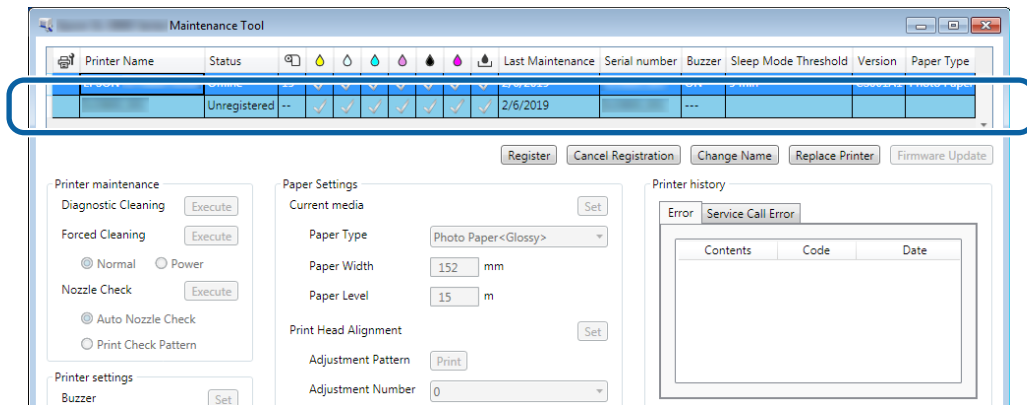 Maintenance Tool
Printer Name Status Last Maintenance Serial number Buzzer Sleep Mode Threshold Version Paper Type
Unregistered -- 2/6/2019 ---
Register Cancel Registration Change Name Replace Printer Firmware Update
Printer maintenance
Diagnostic Cleaning Execute
Forced Cleaning Execute
Normal Power
Nozzle Check Execute
Auto Nozzle Check
Print Check Pattern
Printer settings
Buzzer Set
Paper Settings
Current media Set
Paper Type Photo Paper<Glossy>
Paper Width 152 mm
Paper Level 15 m
Print Head Alignment Set
Adjustment Pattern Print
Adjustment Number 0
Printer history
Error Service Call Error
Contents Code Date